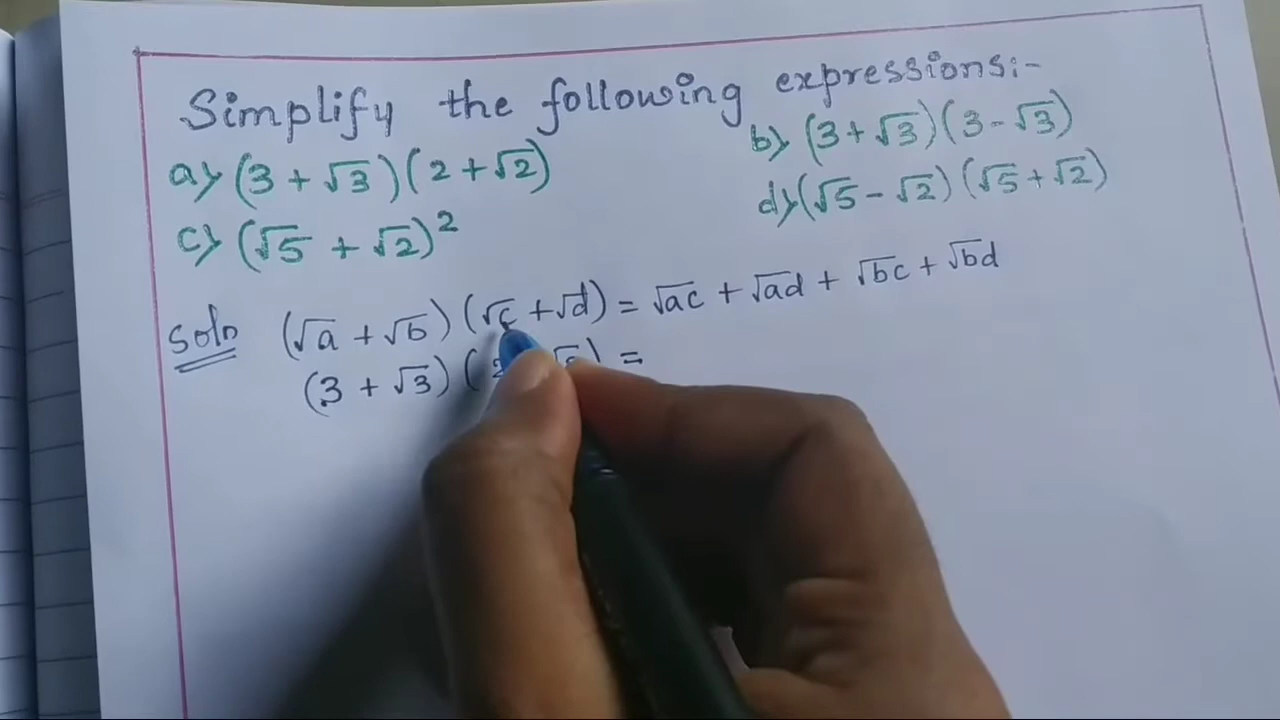 Simplify the following expressions:-
a) (3 + √3)(2 + √2) b) (3 + √3)(3 - √3)
c) (√5 + √2)² d) (√5 - √2)(√5 + √2)
Soln (√a + √b)(√c + √d) = √ac + √ad + √bc + √bd
(3 + √3)( =